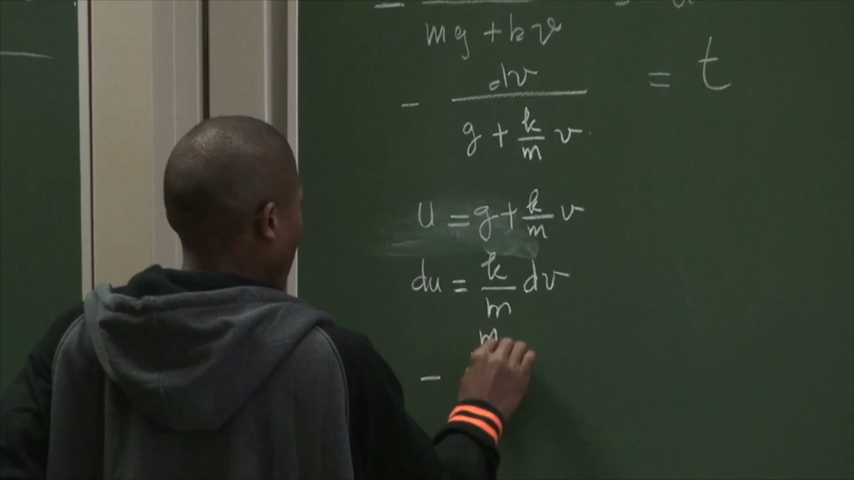 mg + kv
- dv / (g + k/m v) = t
u = g + k/m v
du = k/m dv
- m